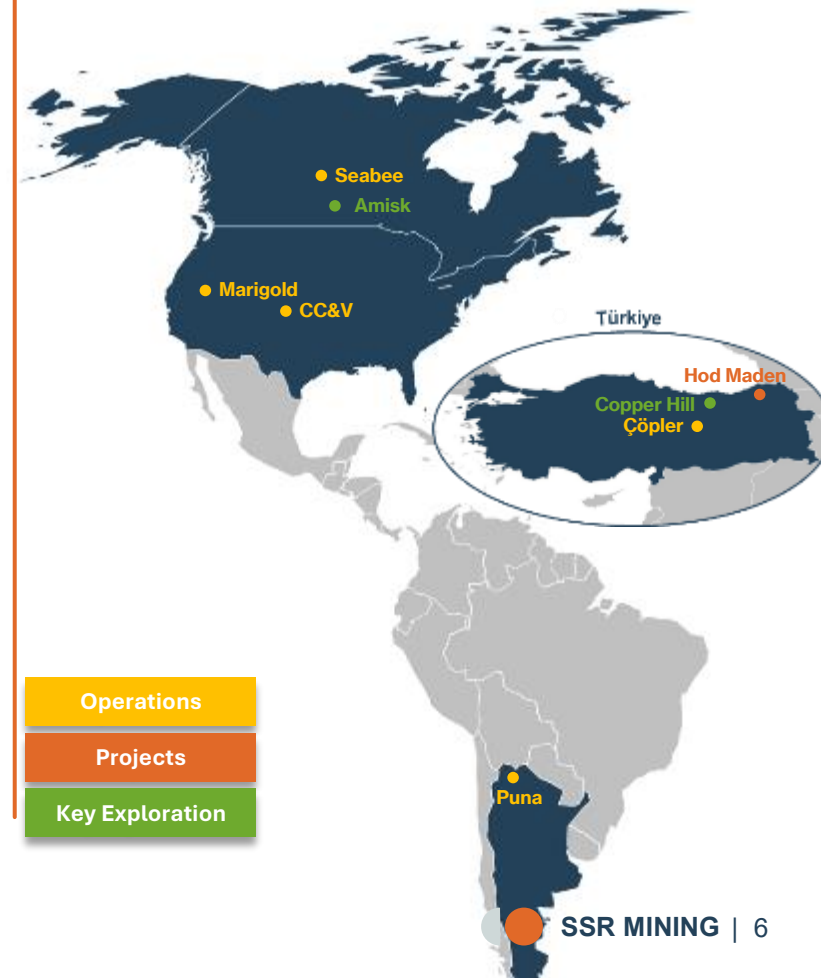 Seabee
Amisk
Marigold
CC&V
Türkiye
Hod Maden
Copper Hill
Çöpler
Operations
Projects
Key Exploration
Puna
SSR MINING | 6